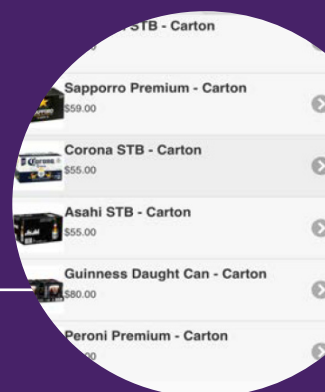 STB - Carton
Sapporro Premium - Carton
$59.00
Corona STB - Carton
$55.00
Corona
Asahi STB - Carton
$55.00
Guinness Daught Can - Carton
$80.00
Peroni Premium - Carton